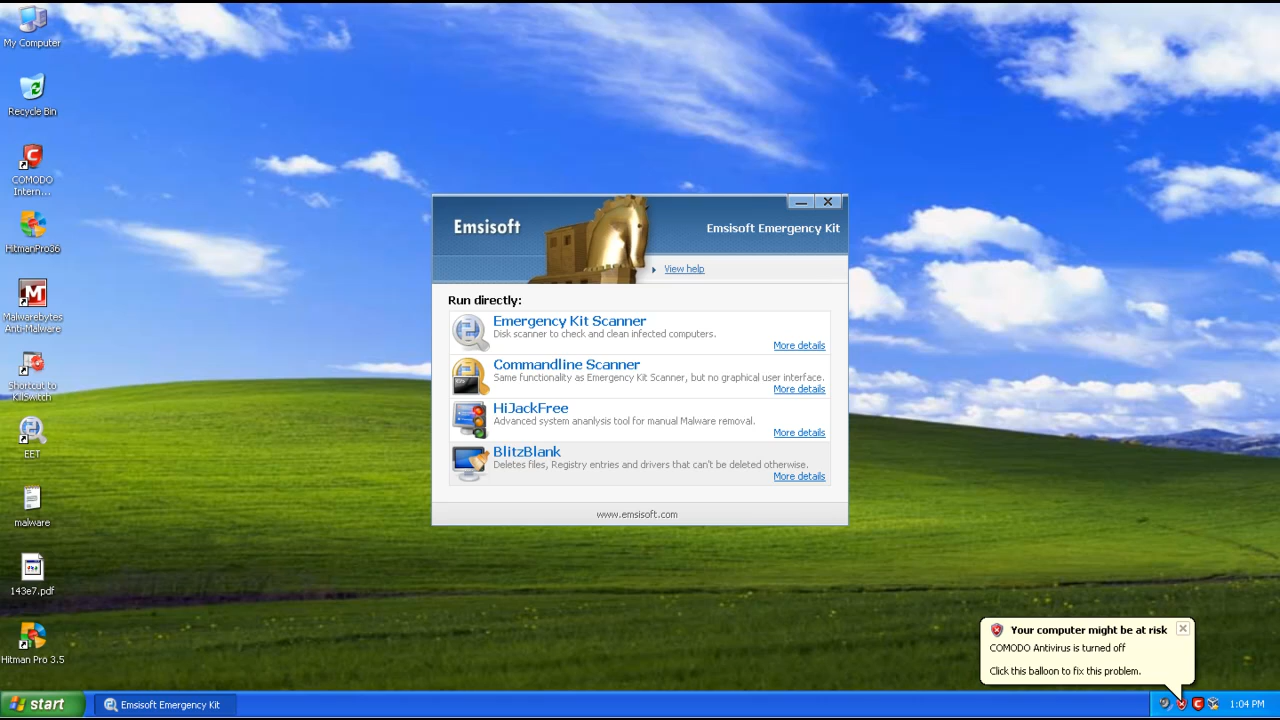 My Computer
Recycle Bin
COMODO
Intern...
HitmanPro36
Malwarebytes
Anti-Malware
Shortcut to
KillSwitch
EET
malware
143e7.pdf
Hitman Pro 3.5
Emsisoft
Emsisoft Emergency Kit
View help
Run directly:
Emergency Kit Scanner
Disk scanner to check and clean infected computers.
More details
Commandline Scanner
Same functionality as Emergency Kit Scanner, but no graphical user interface.
More details
HiJackFree
Advanced system ananlysis tool for manual Malware removal.
More details
BlitzBlank
Deletes files, Registry entries and drivers that can't be deleted otherwise.
More details
www.emsisoft.com
Your computer might be at risk
COMODO Antivirus is turned off
Click this balloon to fix this problem.
start
Emsisoft Emergency Kit
1:04 PM